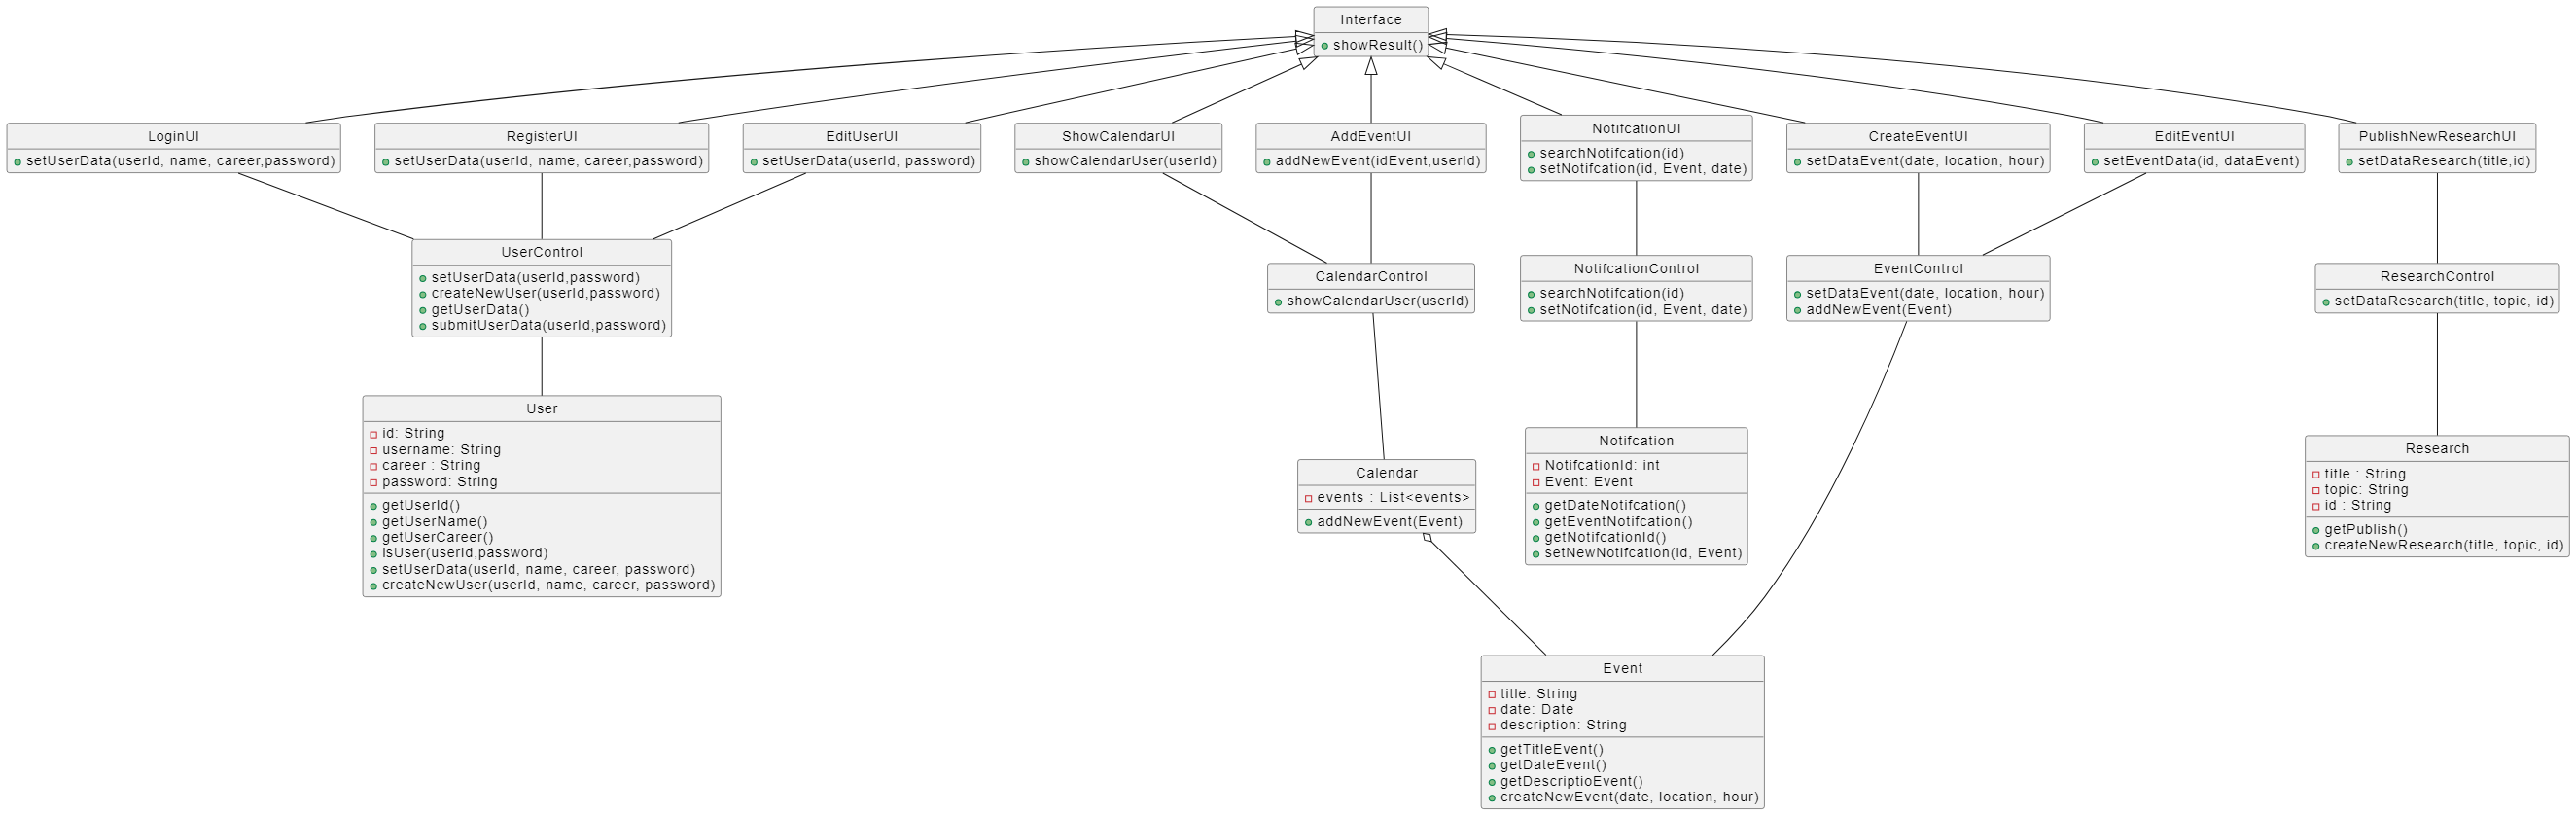 Interface
showResult()
LoginUI
setUserData(userId, name, career,password)
RegisterUI
setUserData(userId, name, career,password)
EditUserUI
setUserData(userId, password)
ShowCalendarUI
showCalendarUser(userId)
AddEventUI
addNewEvent(idEvent,userId)
NotifcationUI
searchNotifcation(id)
setNotifcation(id, Event, date)
CreateEventUI
setDataEvent(date, location, hour)
EditEventUI
setEventData(id, dataEvent)
PublishNewResearchUI
setDataResearch(title,id)
UserControl
setUserData(userId,password)
createNewUser(userId,password)
getUserData()
submitUserData(userId,password)
CalendarControl
showCalendarUser(userId)
NotifcationControl
searchNotifcation(id)
setNotifcation(id, Event, date)
EventControl
setDataEvent(date, location, hour)
addNewEvent(Event)
ResearchControl
setDataResearch(title, topic, id)
User
id: String
username: String
career : String
password: String
getUserId()
getUserName()
getUserCareer()
isUser(userId,password)
setUserData(userId, name, career, password)
createNewUser(userId, name, career, password)
Calendar
events : List<events>
addNewEvent(Event)
Notifcation
NotifcationId: int
Event: Event
getDateNotifcation()
getEventNotifcation()
getNotifcationId()
setNewNotifcation(id, Event)
Research
title : String
topic: String
id : String
getPublish()
createNewResearch(title, topic, id)
Event
title: String
date: Date
description: String
getTitleEvent()
getDateEvent()
getDescriptioEvent()
createNewEvent(date, location, hour)